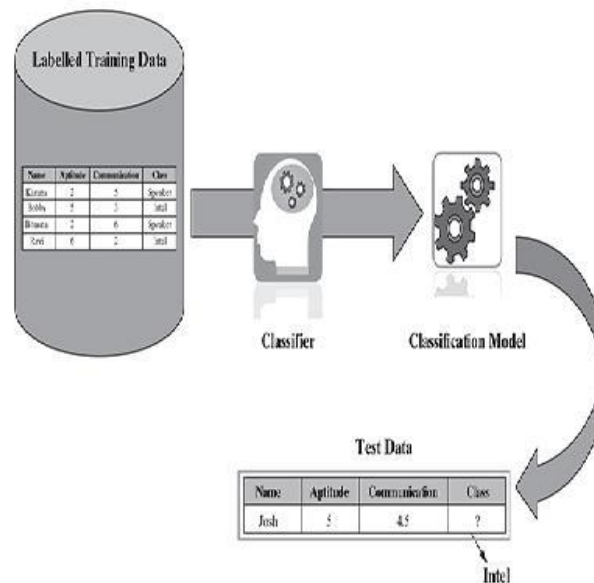 Labelled Training Data
Name Aptitude Communication Class
Karuna 2 5 Speaker
Bobby 5 3 Intel
2 6 Speaker
Ravi 6 2 Intel
Classifier
Classification Model
Test Data
Name Aptitude Communication Class
Josh 5 4.5 ?
Intel